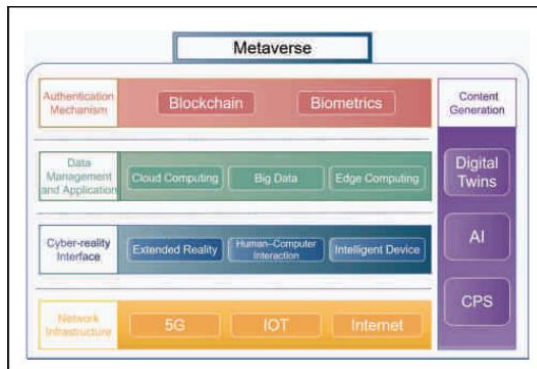 Metaverse
Authentication
Mechanism
Blockchain
Biometrics
Content
Generation
Data
Management
and Application
Cloud Computing
Big Data
Edge Computing
Digital
Twins
Cyber-reality
Interface
Extended Reality
Human–Computer
Interaction
Intelligent Device
AI
Network
Infrastructure
5G
IOT
Internet
CPS